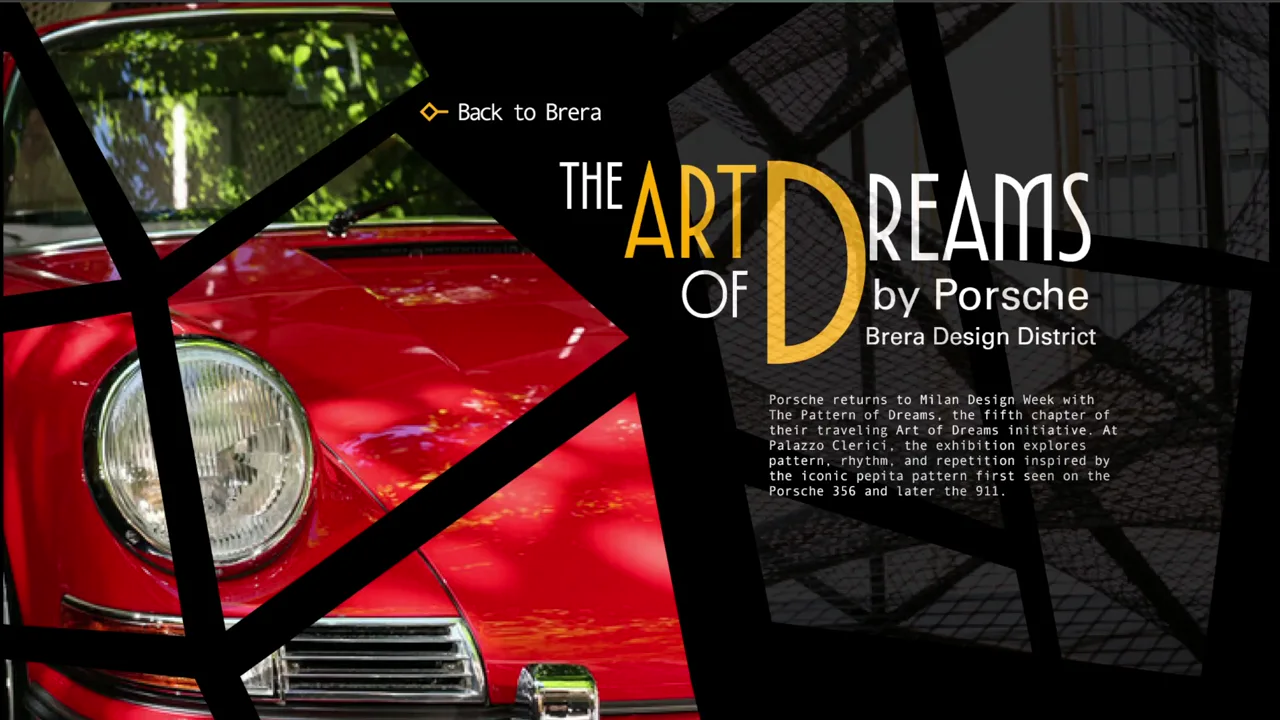 Back to Brera
THE ART
OF DREAMS
by Porsche
Brera Design District
Porsche returns to Milan Design Week with
The Pattern of Dreams, the fifth chapter of
their traveling Art of Dreams initiative. At
Palazzo Clerici, the exhibition explores
pattern, rhythm, and repetition inspired by
the iconic pepita pattern first seen on the
Porsche 356 and later the 911.